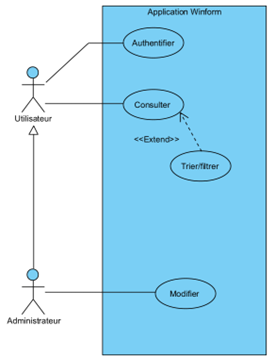 Application Winform
Authentifier
Utilisateur
Consulter
<<Extend>>
Trier/filtrer
Administrateur
Modifier